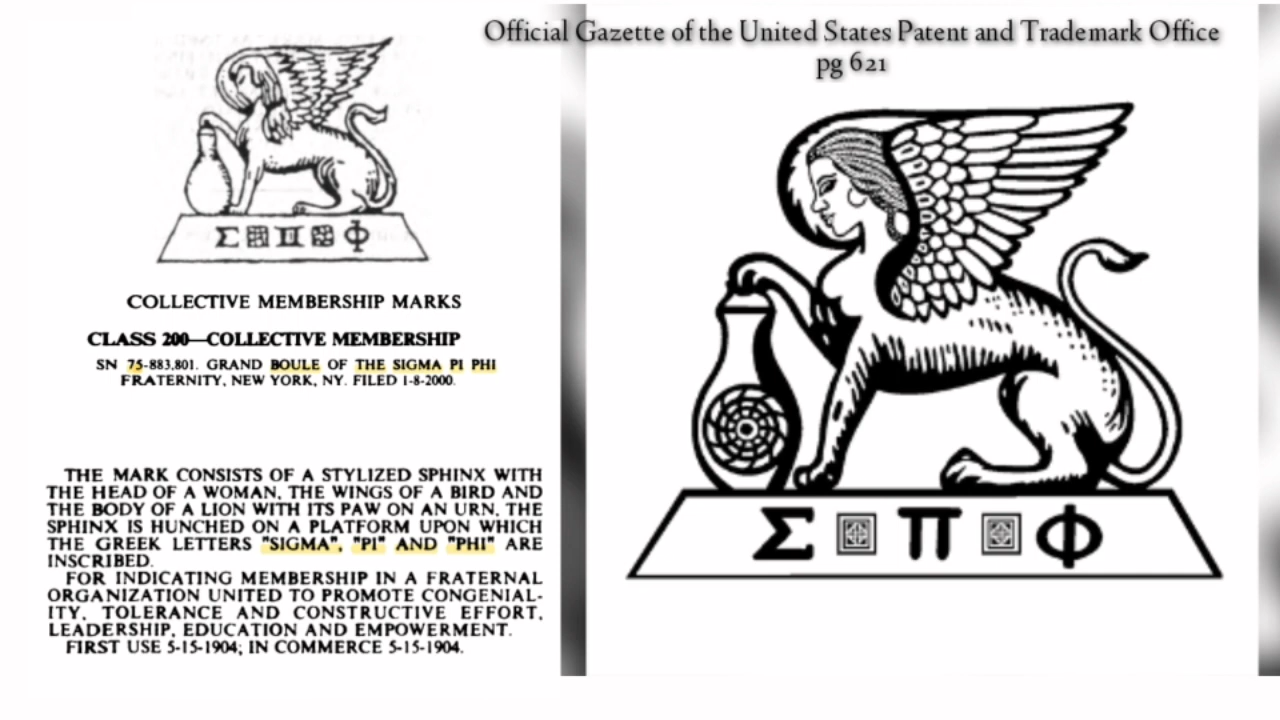 Official Gazette of the United States Patent and Trademark Office
pg 621
Σ Π Φ
COLLECTIVE MEMBERSHIP MARKS
CLASS 200—COLLECTIVE MEMBERSHIP
SN 75-883,801. GRAND BOULE OF THE SIGMA PI PHI
FRATERNITY, NEW YORK, NY. FILED 1-8-2000.
THE MARK CONSISTS OF A STYLIZED SPHINX WITH
THE HEAD OF A WOMAN, THE WINGS OF A BIRD AND
THE BODY OF A LION WITH ITS PAW ON AN URN. THE
SPHINX IS HUNCHED ON A PLATFORM UPON WHICH
THE GREEK LETTERS "SIGMA", "PI" AND "PHI" ARE
INSCRIBED.
FOR INDICATING MEMBERSHIP IN A FRATERNAL
ORGANIZATION UNITED TO PROMOTE CONGENIAL-
ITY, TOLERANCE AND CONSTRUCTIVE EFFORT,
LEADERSHIP, EDUCATION AND EMPOWERMENT.
FIRST USE 5-15-1904; IN COMMERCE 5-15-1904.
Σ Π Φ